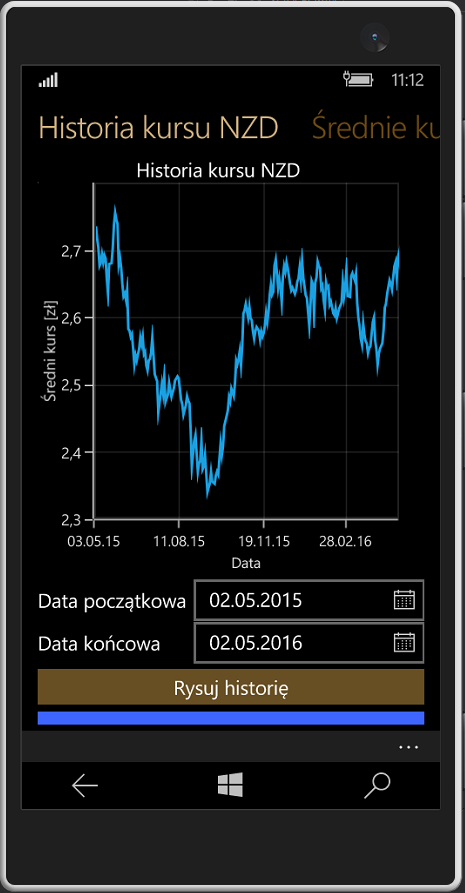 11:12
Historia kursu NZD Średnie ku
Historia kursu NZD
2,7
2,6
2,5
2,4
2,3
Średni kurs [zł]
03.05.15 11.08.15 19.11.15 28.02.16
Data
Data początkowa 02.05.2015
Data końcowa 02.05.2016
Rysuj historię
...